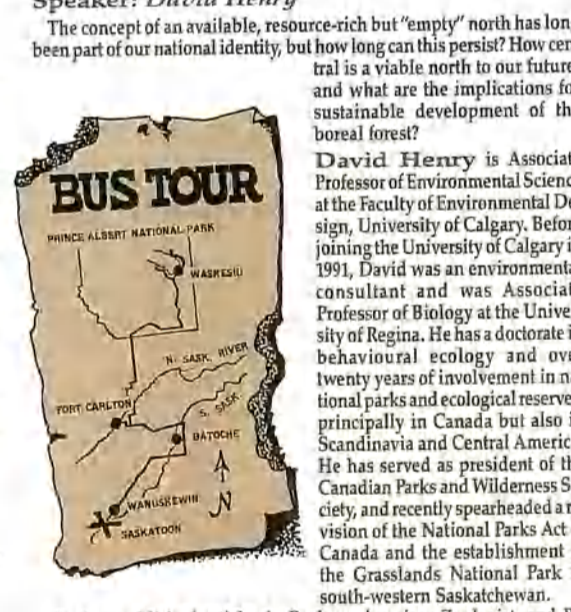 Speaker: David Henry
The concept of an available, resource-rich but "empty" north has lon
been part of our national identity, but how long can this persist? How cen
tral is a viable north to our future
and what are the implications fo
sustainable development of th
boreal forest?
David Henry is Associat
Professor of Environmental Scienc
at the Faculty of Environmental De
sign, University of Calgary. Befor
joining the University of Calgary i
1991, David was an environmenta
consultant and was Associat
Professor of Biology at the Unive
sity of Regina. He has a doctorate i
behavioural ecology and ove
twenty years of involvement in n
tional parks and ecological reserve
principally in Canada but also i
Scandinavia and Central Americ
He has served as president of th
Canadian Parks and Wilderness S
ciety, and recently spearheaded a r
vision of the National Parks Act
Canada and the establishment
the Grasslands National Park
south-western Saskatchewan.
BUS TOUR
PRINCE ALBERT NATIONAL PARK
WASKESIU
N. SASK. RIVER
FORT CARLTON
S. SASK.
BATOCHE
N
WANUSKEWIN
SASKATOON